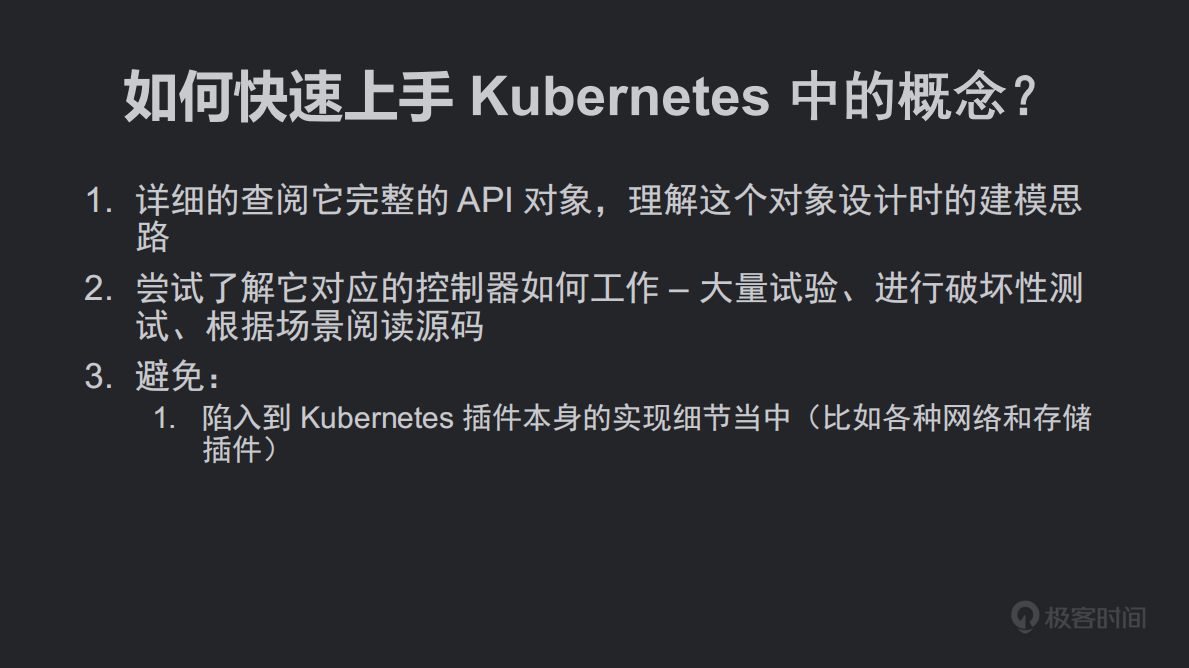 如何快速上手 Kubernetes 中的概念？
1. 详细的查阅它完整的 API 对象，理解这个对象设计时的建模思
路
2. 尝试了解它对应的控制器如何工作 – 大量试验、进行破坏性测
试、根据场景阅读源码
3. 避免：
1. 陷入到 Kubernetes 插件本身的实现细节当中（比如各种网络和存储
插件）
极客时间